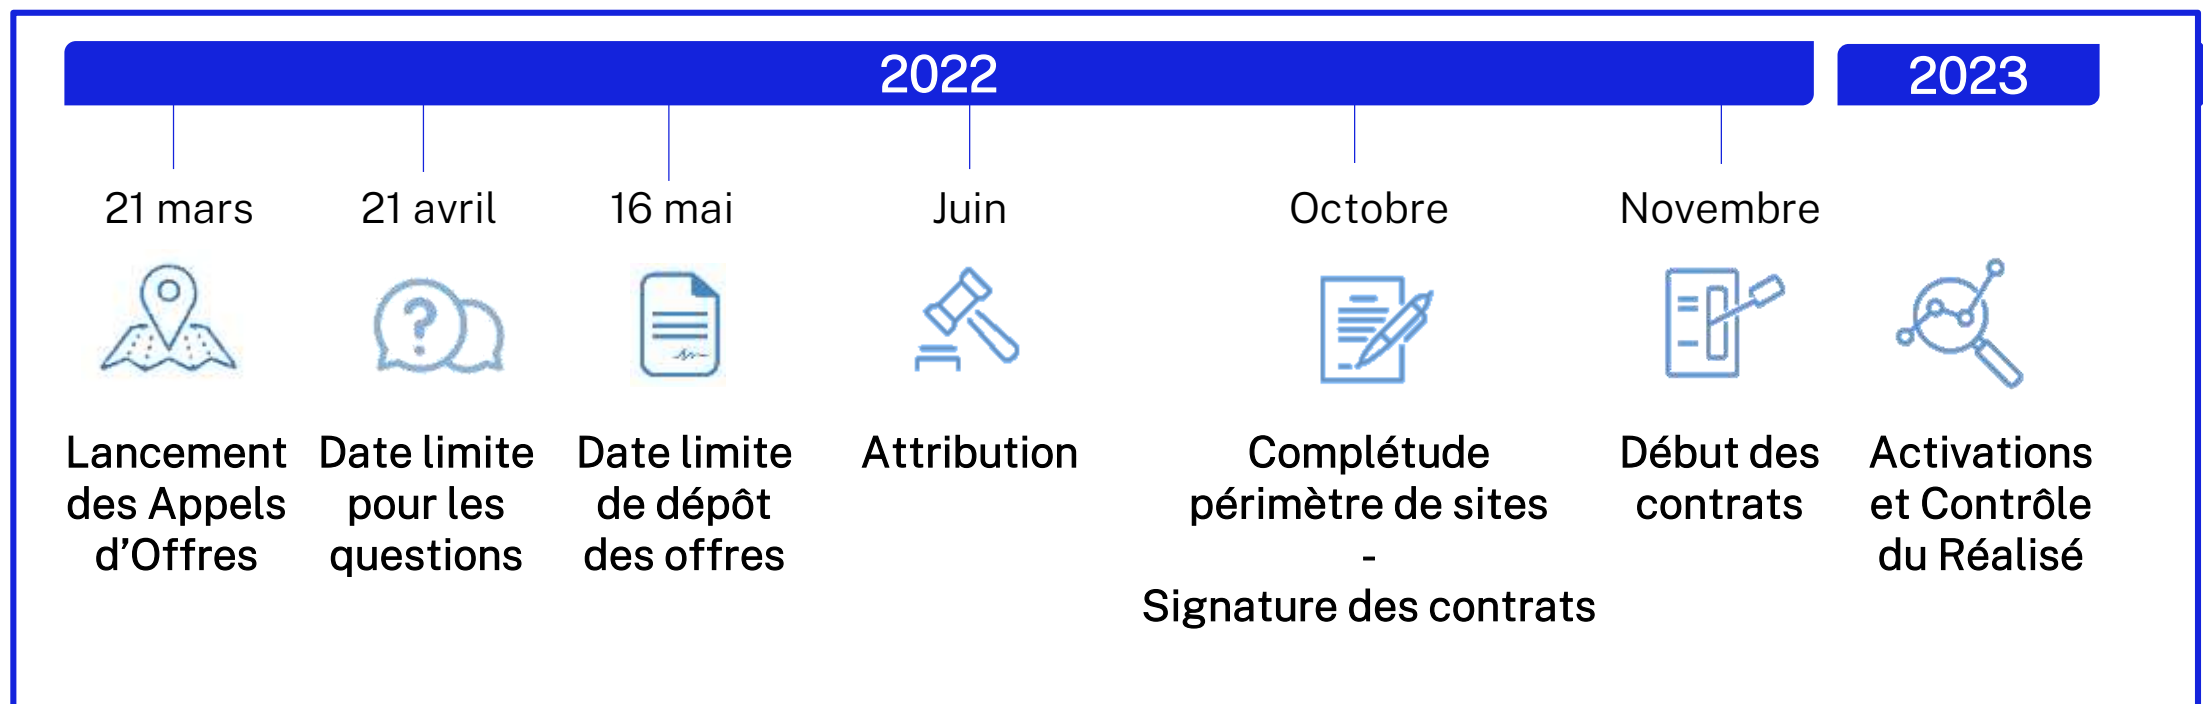 2022
2023
21 mars
21 avril
16 mai
Juin
Octobre
Novembre
?
Lancement
des Appels
d’Offres
Date limite
pour les
questions
Date limite
de dépôt
des offres
Attribution
Complétude
périmètre de sites
-
Signature des contrats
Début des
contrats
Activations
et Contrôle
du Réalisé